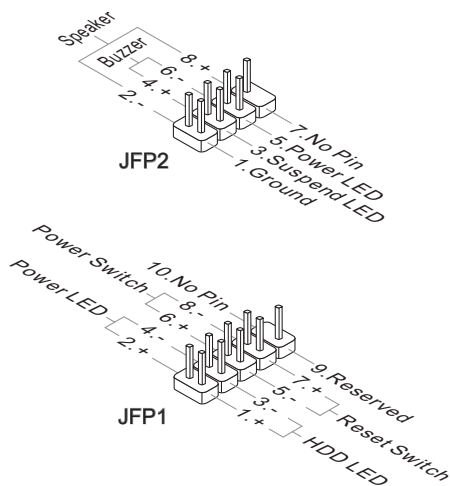 Speaker
Buzzer
8.+
6.-
4.+
2.-
7.No Pin
5.Power LED
3.Suspend LED
1.Ground
JFP2
Power Switch
Power LED
10.No Pin
8.-
6.+
4.-
2.+
9.Reserved
7.+
5.-
Reset Switch
3.-
1.+
HDD LED
JFP1